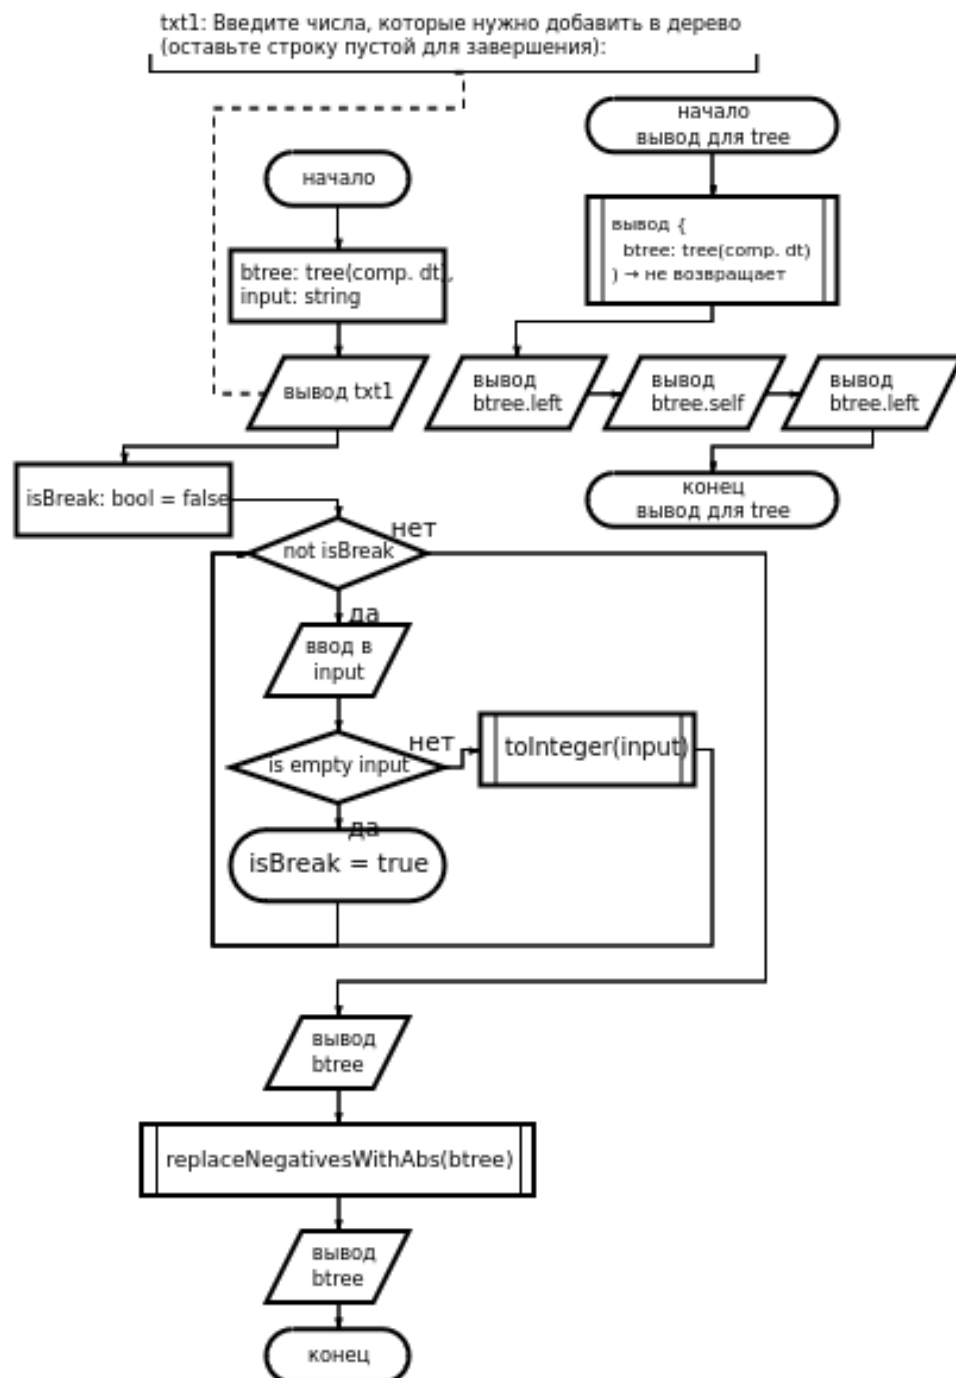 txt1: Введите числа, которые нужно добавить в дерево
(оставьте строку пустой для завершения):
начало
вывод для tree
начало
вывод {
btree: tree(comp. dt)
) → не возвращает
btree: tree(comp. dt),
input: string
вывод txt1
вывод
btree.left
вывод
btree.self
вывод
btree.left
isBreak: bool = false
конец
вывод для tree
нет
not isBreak
да
ввод в
input
нет
is empty input
toInteger(input)
да
isBreak = true
вывод
btree
replaceNegativesWithAbs(btree)
вывод
btree
конец